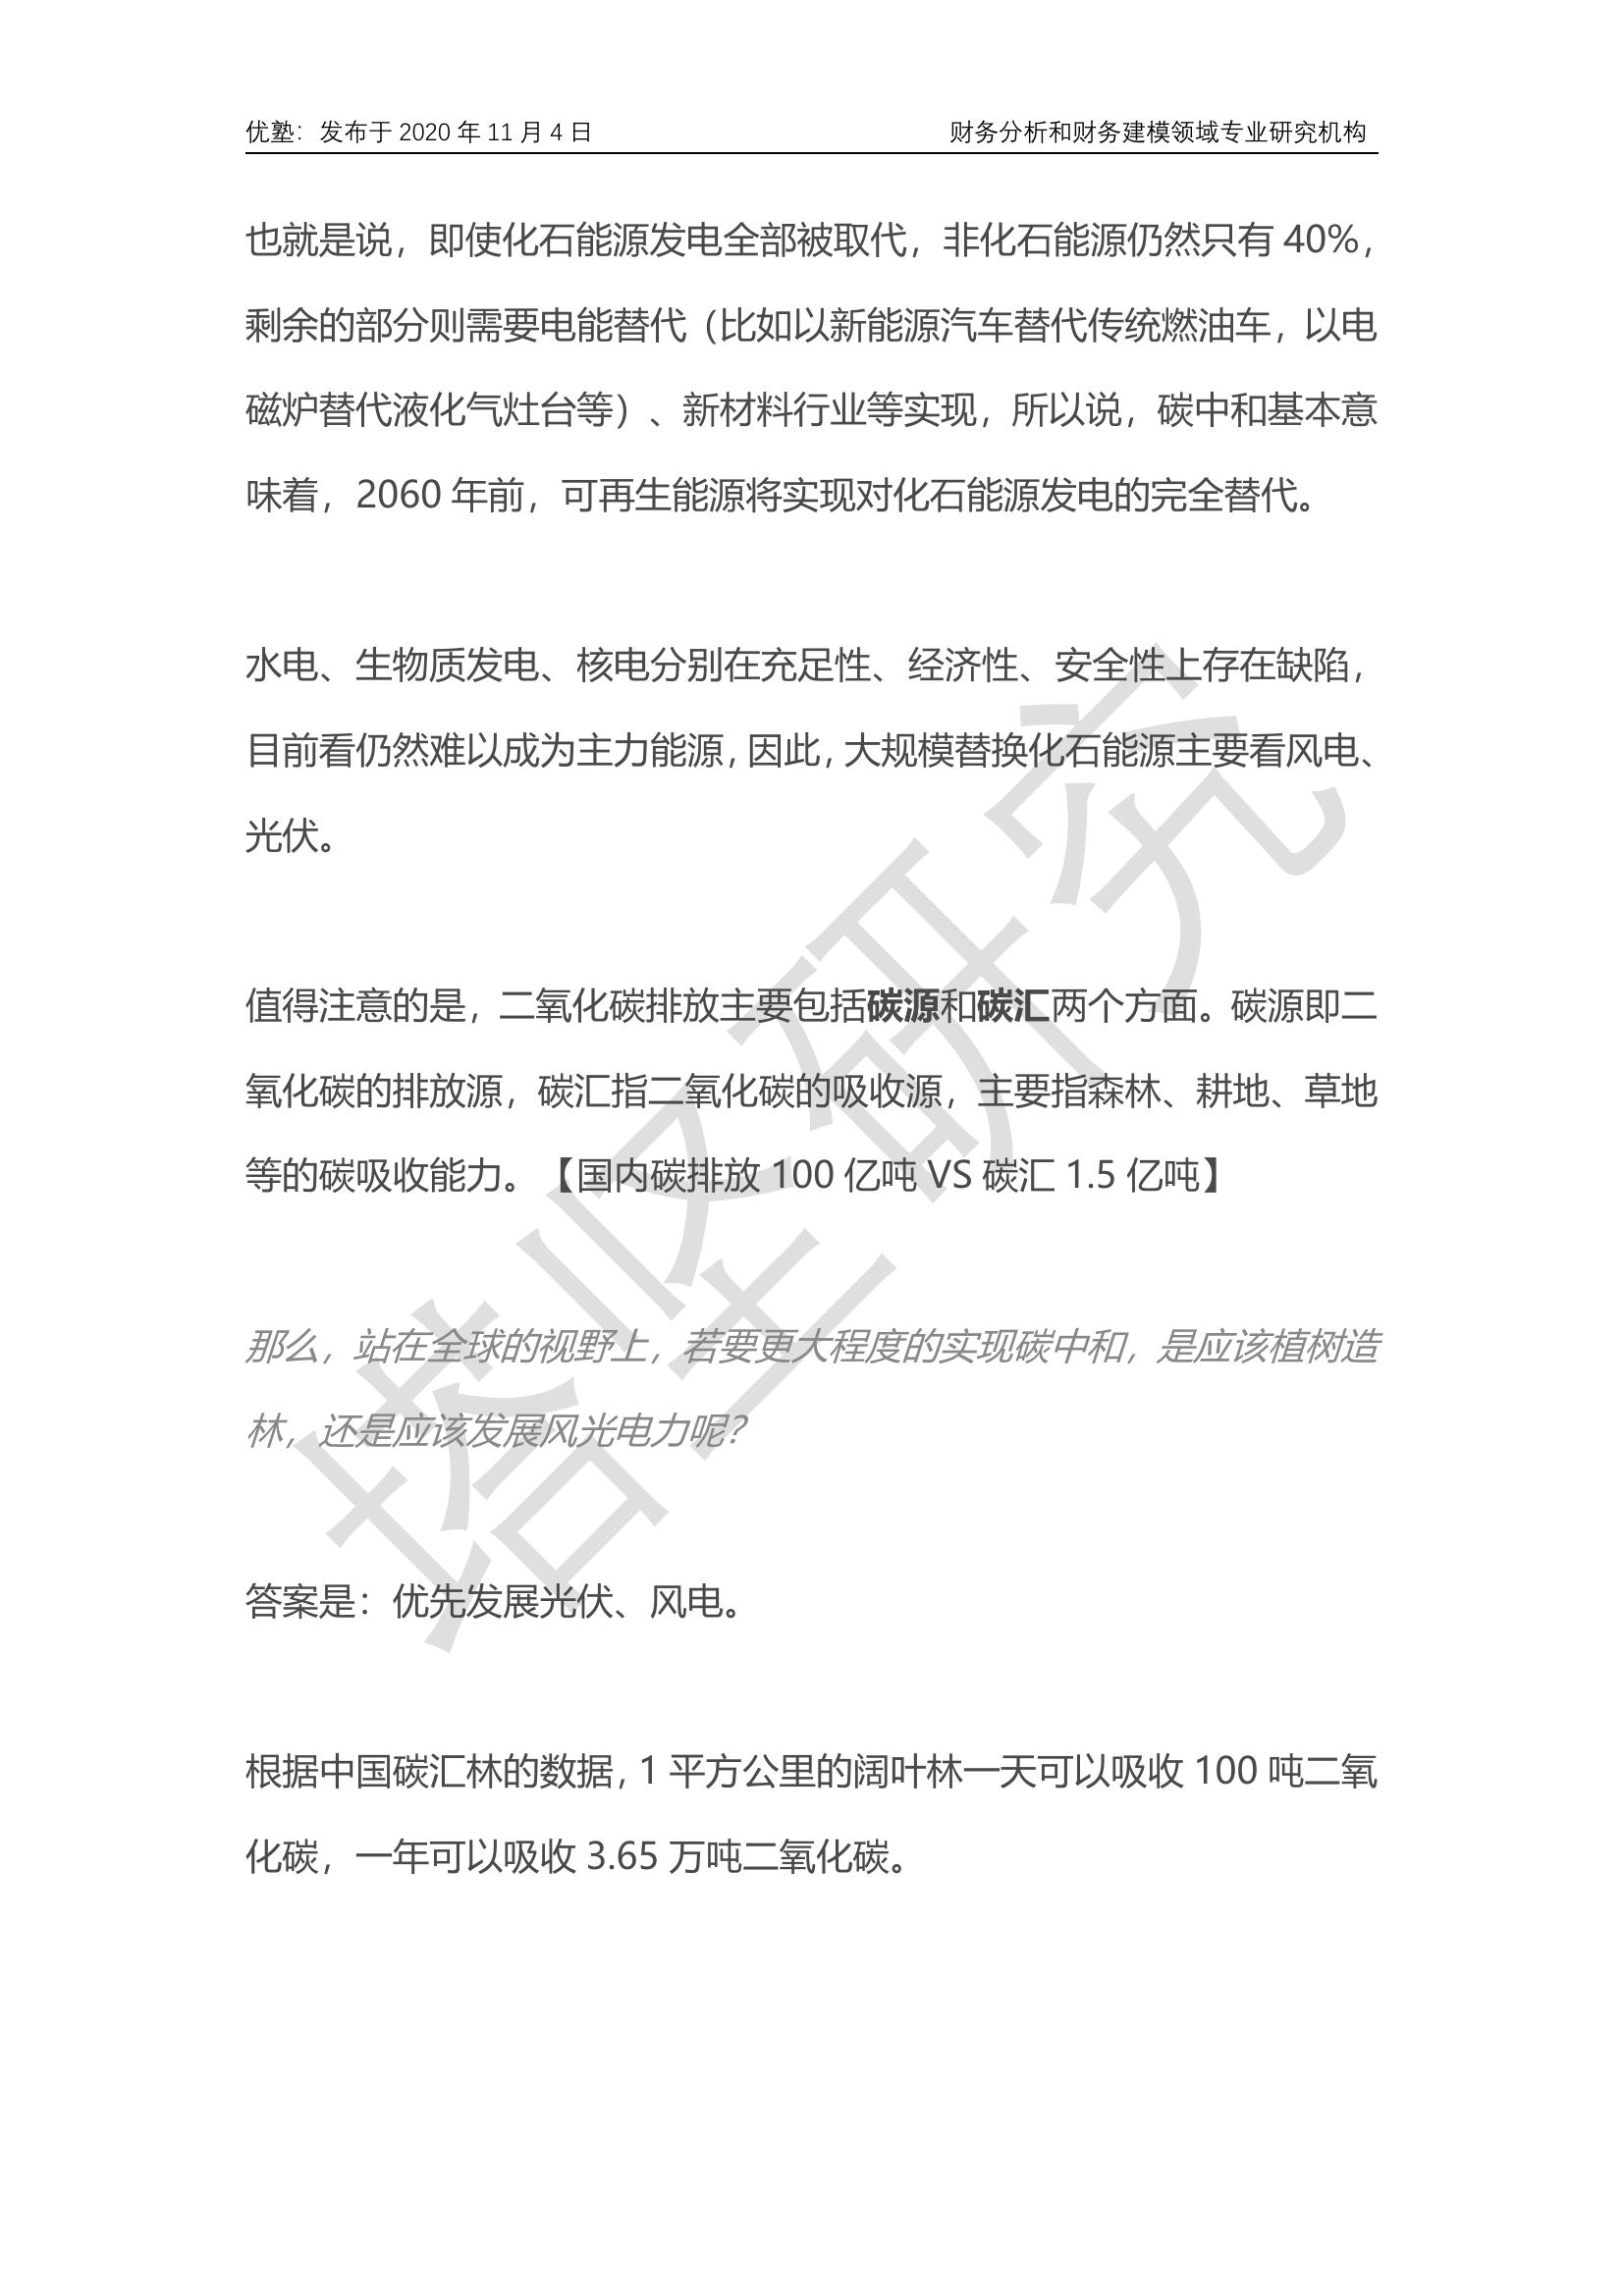 优塾：发布于 2020 年 11 月 4 日 财务分析和财务建模领域专业研究机构
也就是说，即使化石能源发电全部被取代，非化石能源仍然只有 40%，
剩余的部分则需要电能替代（比如以新能源汽车替代传统燃油车，以电
磁炉替代液化气灶台等）、新材料行业等实现，所以说，碳中和基本意
味着，2060 年前，可再生能源将实现对化石能源发电的完全替代。
水电、生物质发电、核电分别在充足性、经济性、安全性上存在缺陷，
目前看仍然难以成为主力能源，因此，大规模替换化石能源主要看风电、
光伏。
值得注意的是，二氧化碳排放主要包括碳源和碳汇两个方面。碳源即二
氧化碳的排放源，碳汇指二氧化碳的吸收源，主要指森林、耕地、草地
等的碳吸收能力。【国内碳排放 100 亿吨 VS 碳汇 1.5 亿吨】
那么，站在全球的视野上，若要更大程度的实现碳中和，是应该植树造
林，还是应该发展风光电力呢？
答案是：优先发展光伏、风电。
根据中国碳汇林的数据，1 平方公里的阔叶林一天可以吸收 100 吨二氧
化碳，一年可以吸收 3.65 万吨二氧化碳。
塔坚研究